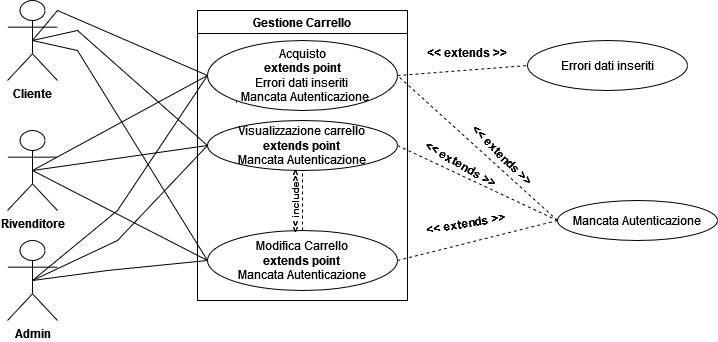 Gestione Carrello
Acquisto
extends point
Errori dati inseriti
Mancata Autenticazione
<< extends >>
Errori dati inseriti
Cliente
Visualizzazione carrello
extends point
Mancata Autenticazione
<< extends >>
<< extends >>
<< include>>
Rivenditore
Mancata Autenticazione
<< extends >>
Modifica Carrello
extends point
Mancata Autenticazione
Admin